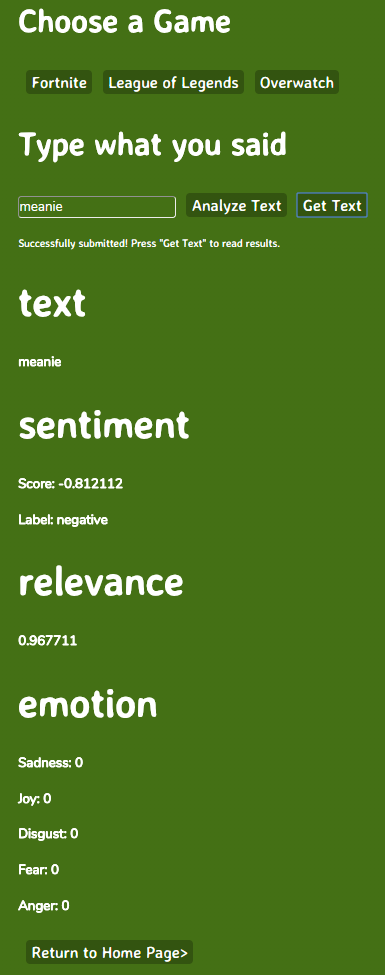 Choose a Game
Fortnite League of Legends Overwatch
Type what you said
meanie Analyze Text Get Text
Successfully submitted! Press "Get Text" to read results.
text
meanie
sentiment
Score: -0.812112
Label: negative
relevance
0.967711
emotion
Sadness: 0
Joy: 0
Disgust: 0
Fear: 0
Anger: 0
Return to Home Page>